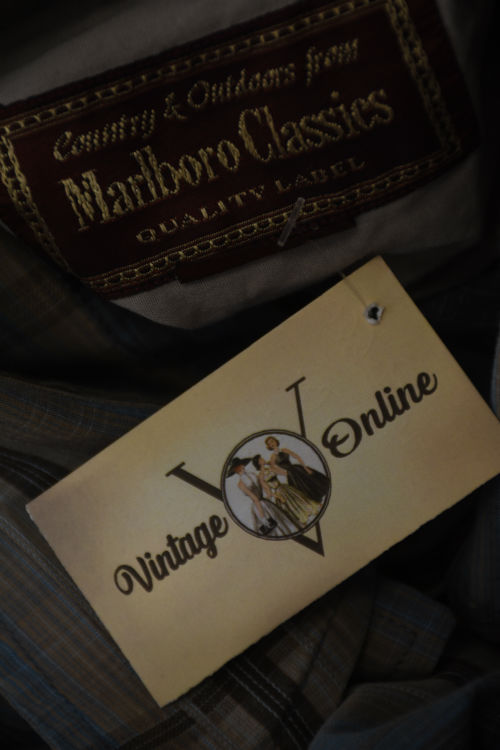 Country & Outdoors from
Marlboro Classics
QUALITY LABEL
V
Vintage Online